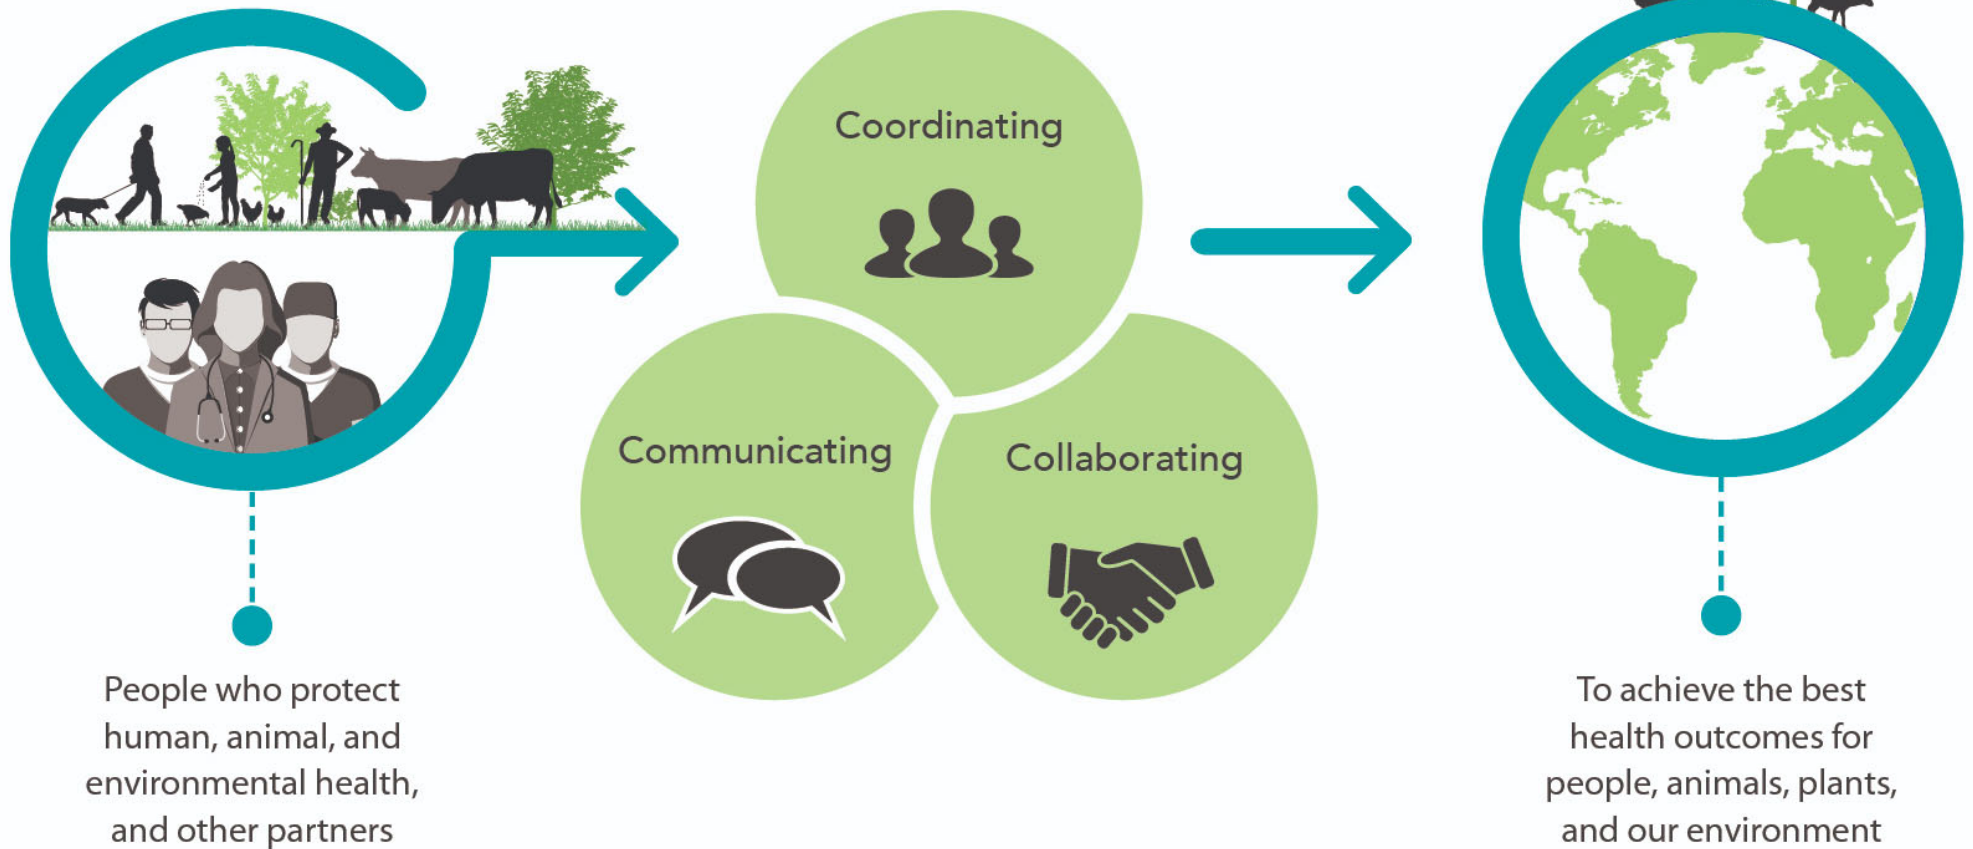 Coordinating
Communicating
Collaborating
People who protect
human, animal, and
environmental health,
and other partners
To achieve the best
health outcomes for
people, animals, plants,
and our environment